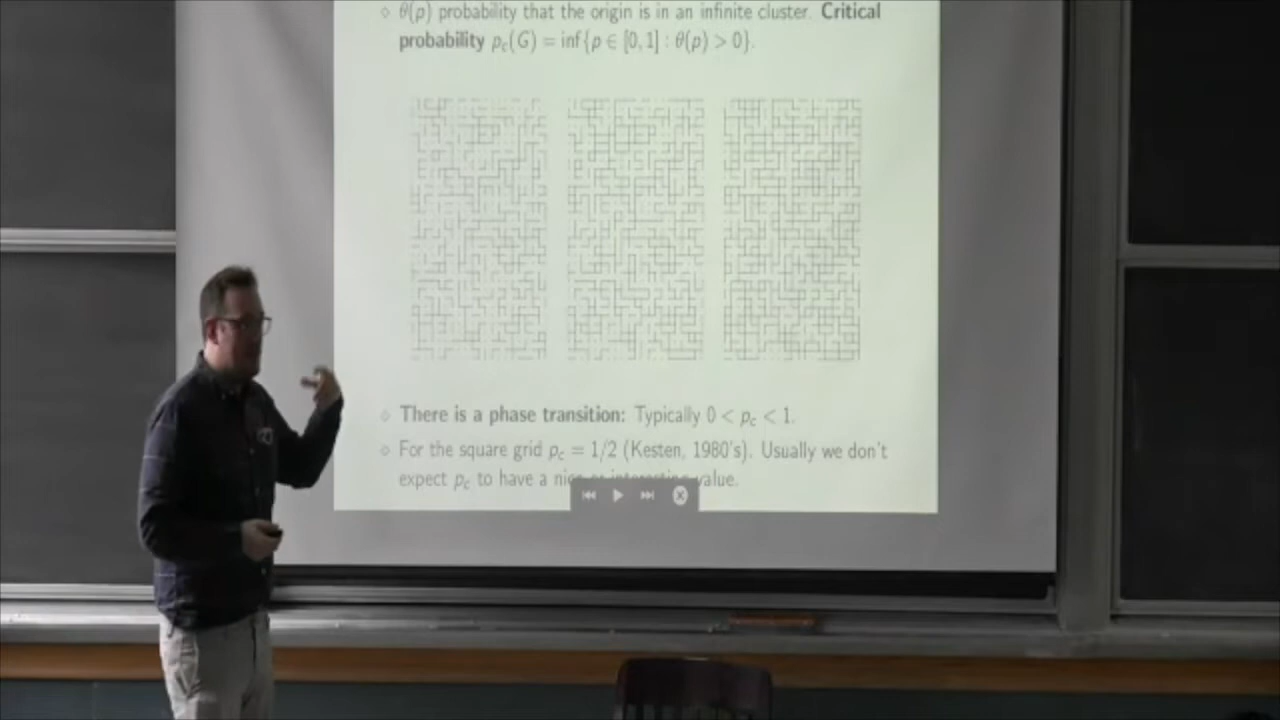 ⋄ θ(p) probability that the origin is in an infinite cluster. Critical
probability p_c(G) = inf{p ∈ [0, 1] : θ(p) > 0}.
⋄ There is a phase transition: Typically 0 < p_c < 1.
⋄ For the square grid p_c = 1/2 (Kesten, 1980's). Usually we don't
expect p_c to have a nice or interesting value.